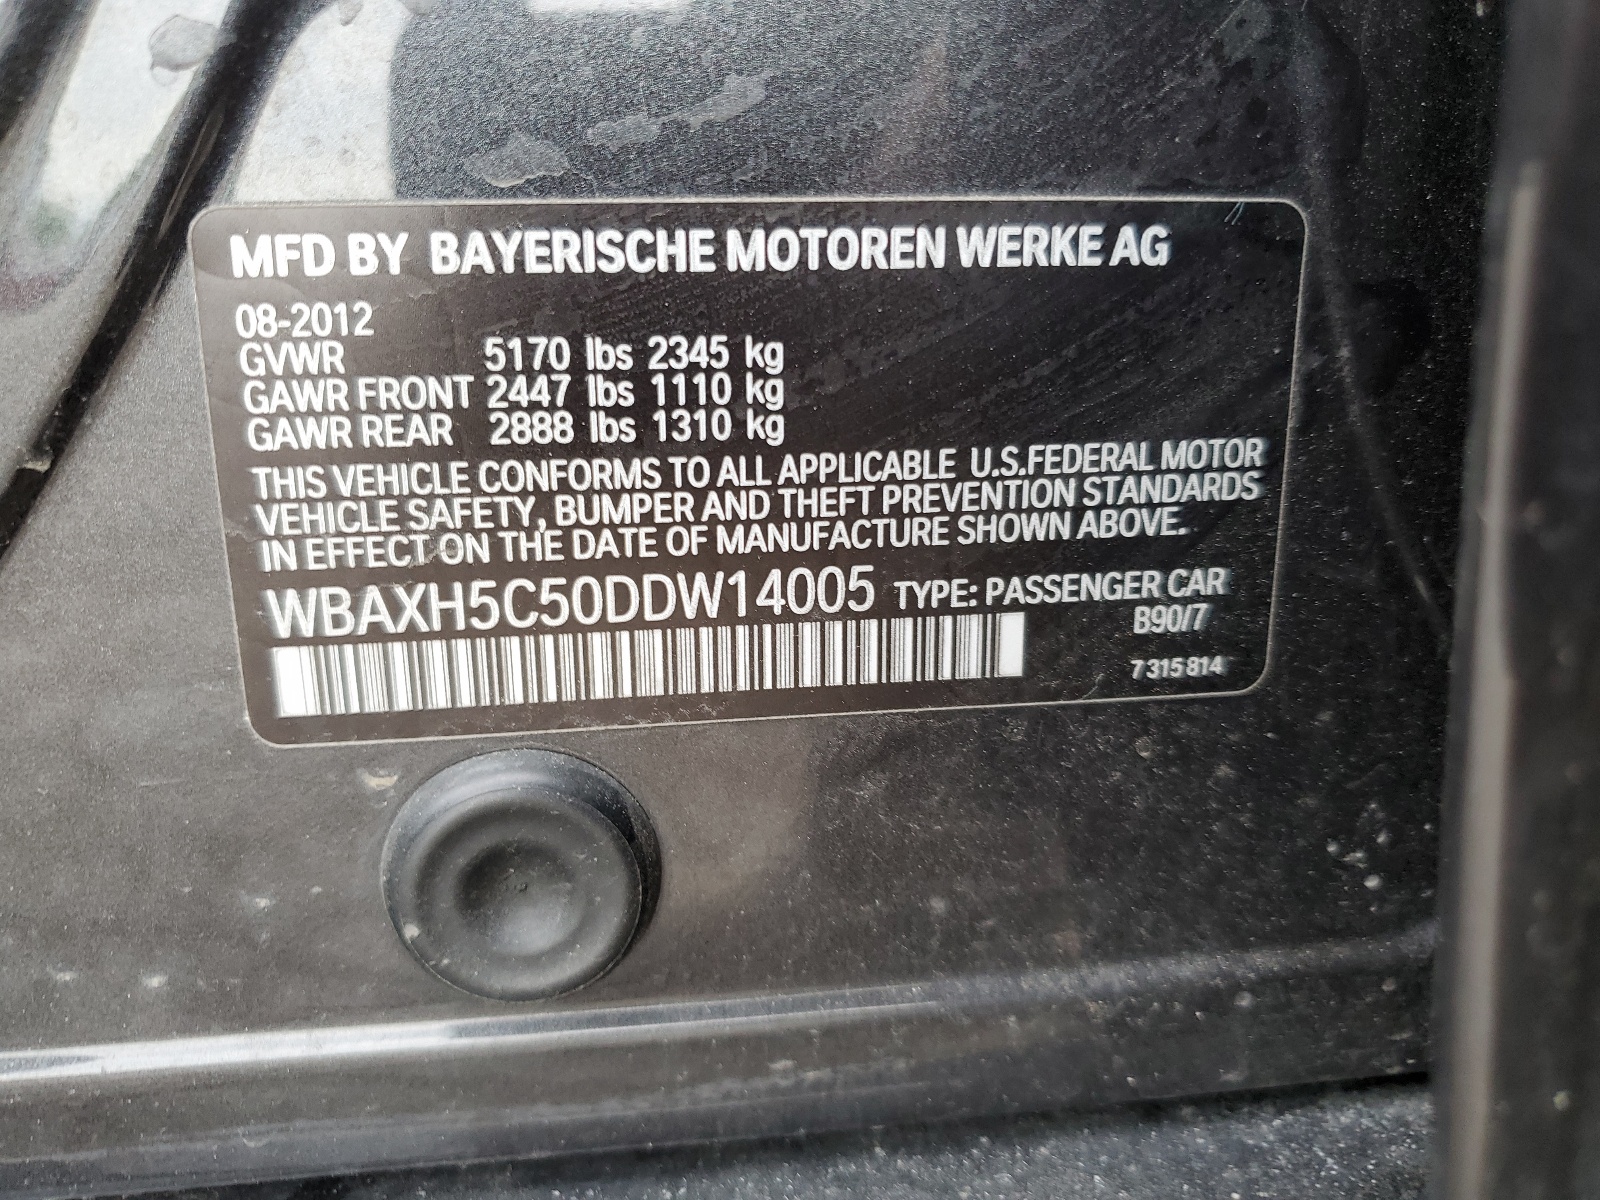 MFD BY BAYERISCHE MOTOREN WERKE AG
08-2012
GVWR 5170 lbs 2345 kg
GAWR FRONT 2447 lbs 1110 kg
GAWR REAR 2888 lbs 1310 kg
THIS VEHICLE CONFORMS TO ALL APPLICABLE U.S.FEDERAL MOTOR
VEHICLE SAFETY, BUMPER AND THEFT PREVENTION STANDARDS
IN EFFECT ON THE DATE OF MANUFACTURE SHOWN ABOVE.
WBAXH5C50DDW14005 TYPE: PASSENGER CAR
B90/7
7 315 814